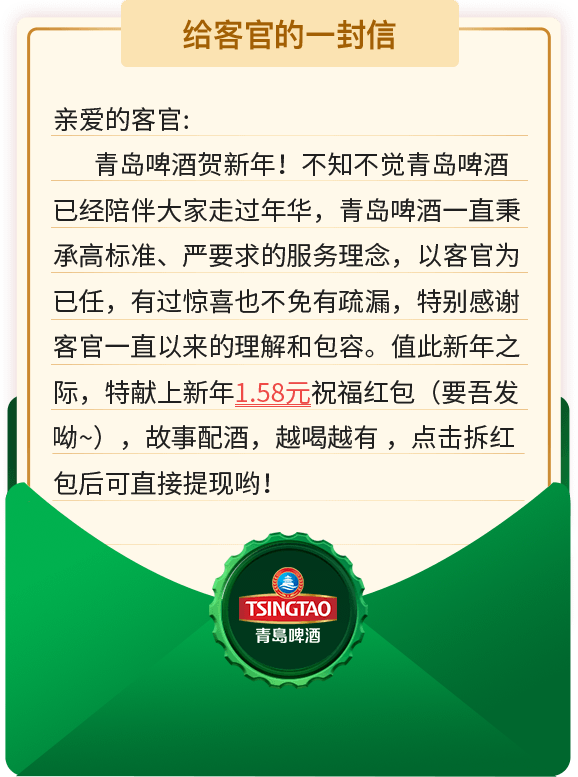 给客官的一封信
亲爱的客官:
青岛啤酒贺新年！不知不觉青岛啤酒
已经陪伴大家走过年华，青岛啤酒一直秉
承高标准、严要求的服务理念，以客官为
已任，有过惊喜也不免有疏漏，特别感谢
客官一直以来的理解和包容。值此新年之
际，特献上新年1.58元祝福红包（要吾发
呦~），故事配酒，越喝越有 ，点击拆红
包后可直接提现哟！
TSINGTAO
青島啤酒